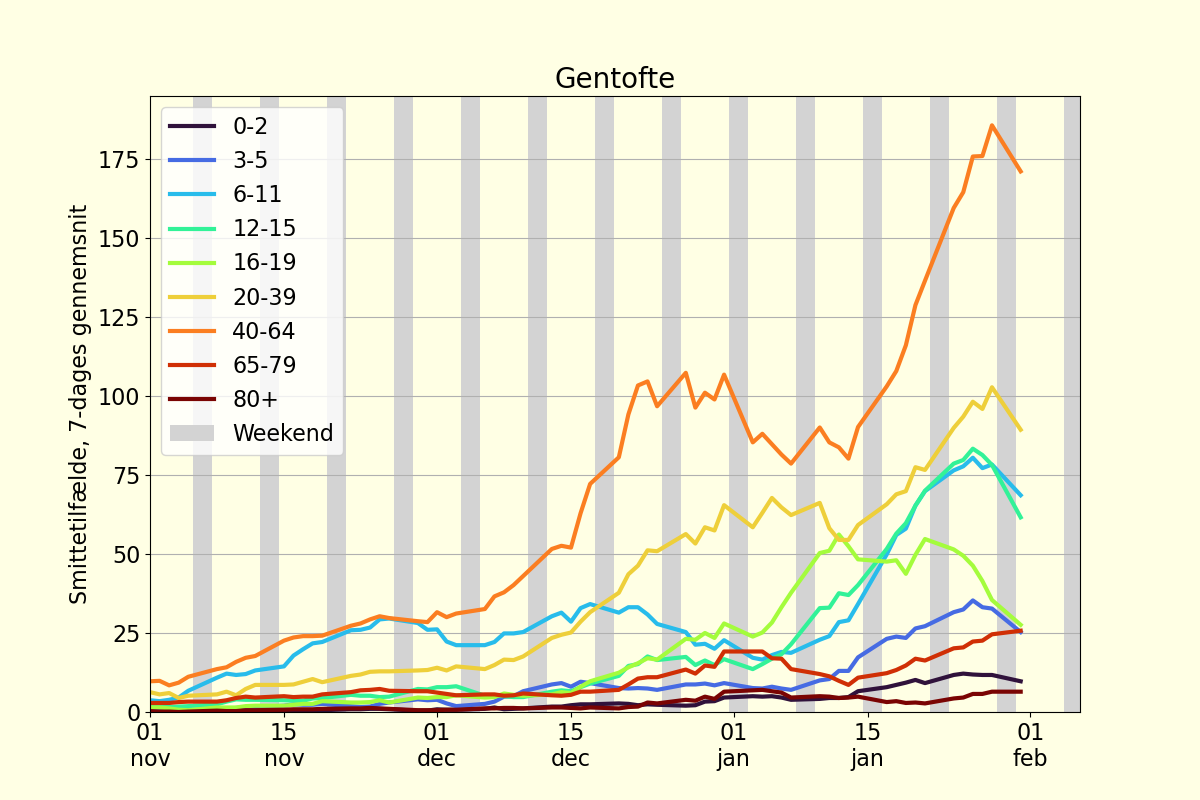 Gentofte
Smittetilfælde, 7-dages gennemsnit
175
150
125
100
75
50
25
0
0-2
3-5
6-11
12-15
16-19
20-39
40-64
65-79
80+
Weekend
01
nov
15
nov
01
dec
15
dec
01
jan
15
jan
01
feb